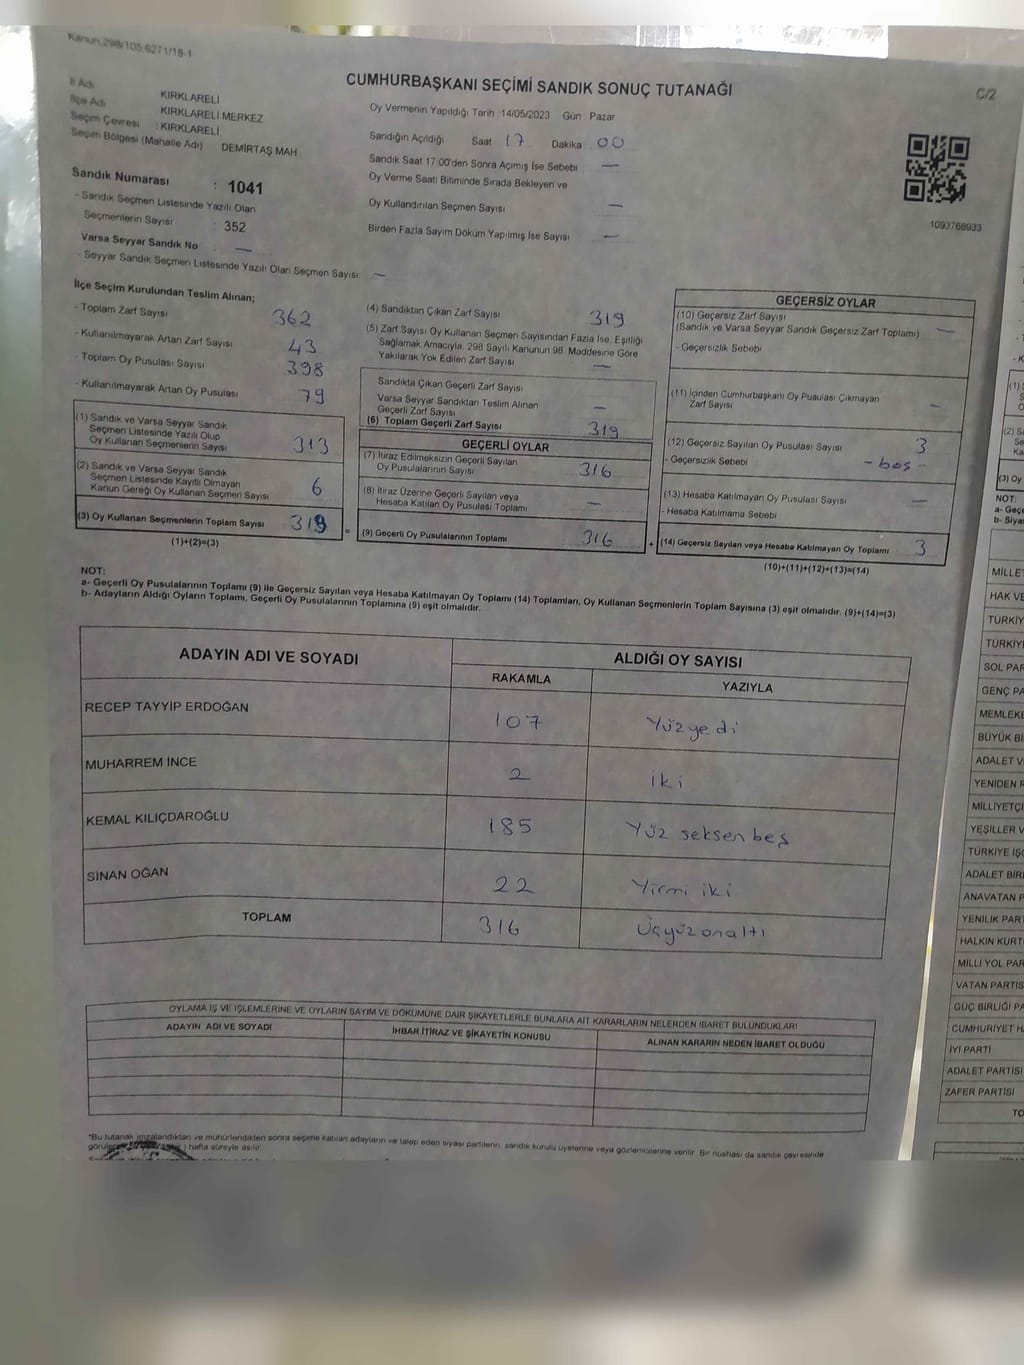 Kanun:298/105;6271/18-1
CUMHURBAŞKANI SEÇİMİ SANDIK SONUÇ TUTANAĞI
C/2
İl Adı KIRKLARELİ
İlçe Adı KIRKLARELİ MERKEZ
Seçim Çevresi : KIRKLARELİ
Seçim Bölgesi (Mahalle Adı) DEMİRTAŞ MAH
Sandık Numarası : 1041
- Sandık Seçmen Listesinde Yazılı Olan
Seçmenlerin Sayısı : 352
Varsa Seyyar Sandık No —
- Seyyar Sandık Seçmen Listesinde Yazılı Olan Seçmen Sayısı: —
Oy Vermenin Yapıldığı Tarih : 14/05/2023 Gün : Pazar
Sandığın Açıldığı Saat 17 Dakika 00
Sandık Saat 17:00'den Sonra Açımış İse Sebebi —
Oy Verme Saati Bitiminde Sırada Bekleyen ve
Oy Kullandırılan Seçmen Sayısı —
Birden Fazla Sayım Döküm Yapılmış İse Sayısı —
1093766933
İlçe Seçim Kurulundan Teslim Alınan;
- Toplam Zarf Sayısı 362
- Kullanılmayarak Artan Zarf Sayısı 43
- Toplam Oy Pusulası Sayısı 398
- Kullanılmayarak Artan Oy Pusulası 79
(1) Sandık ve Varsa Seyyar Sandık
Seçmen Listesinde Yazılı Olup
Oy Kullanan Seçmenlerin Sayısı 313
(2) Sandık ve Varsa Seyyar Sandık
Seçmen Listesinde Kayıtlı Olmayan
Kanun Gereği Oy Kullanan Seçmen Sayısı 6
(3) Oy Kullanan Seçmenlerin Toplam Sayısı 319 =
(1)+(2)=(3)
(4) Sandıktan Çıkan Zarf Sayısı 319
(5) Zarf Sayısı Oy Kullanan Seçmen Sayısından Fazla İse, Eşitliği
Sağlamak Amacıyla, 298 Sayılı Kanunun 98. Maddesine Göre
Yakılarak Yok Edilen Zarf Sayısı —
Sandıkta Çıkan Geçerli Zarf Sayısı
Varsa Seyyar Sandıktan Teslim Alınan
Geçerli Zarf Sayısı —
(6) Toplam Geçerli Zarf Sayısı 319
GEÇERLİ OYLAR
(7) İtiraz Edilmeksizin Geçerli Sayılan
Oy Pusulalarının Sayısı 316
(8) İtiraz Üzerine Geçerli Sayılan veya
Hesaba Katılan Oy Pusulası Toplamı —
(9) Geçerli Oy Pusulalarının Toplamı 316 +
GEÇERSİZ OYLAR
(10) Geçersiz Zarf Sayısı
(Sandık ve Varsa Seyyar Sandık Geçersiz Zarf Toplamı) —
- Geçersizlik Sebebi
(11) İçinden Cumhurbaşkanı Oy Pusulası Çıkmayan
Zarf Sayısı —
(12) Geçersiz Sayılan Oy Pusulası Sayısı 3
- Geçersizlik Sebebi - boş -
(13) Hesaba Katılmayan Oy Pusulası Sayısı —
- Hesaba Katılmama Sebebi
(14) Geçersiz Sayılan veya Hesaba Katılmayan Oy Toplamı 3
(10)+(11)+(12)+(13)=(14)
NOT:
a- Geçerli Oy Pusulalarının Toplamı (9) ile Geçersiz Sayılan veya Hesaba Katılmayan Oy Toplamı (14) Toplamları, Oy Kullanan Seçmenlerin Toplam Sayısına (3) eşit olmalıdır. (9)+(14)=(3)
b- Adayların Aldığı Oyların Toplamı, Geçerli Oy Pusulalarının Toplamına (9) eşit olmalıdır.
ADAYIN ADI VE SOYADI
ALDIĞI OY SAYISI
RAKAMLA YAZIYLA
RECEP TAYYİP ERDOĞAN 107 Yüzyedi
MUHARREM İNCE 2 iki
KEMAL KILIÇDAROĞLU 185 Yüz seksen beş
SİNAN OĞAN 22 Yirmi iki
TOPLAM 316 Üçyüzonaltı
OYLAMA İŞ VE İŞLEMLERİNE VE OYLARIN SAYIM VE DÖKÜMÜNE DAİR ŞİKAYETLERLE BUNLARA AİT KARARLARIN NELERDEN İBARET BULUNDUKLARI
ADAYIN ADI VE SOYADI İHBAR İTİRAZ VE ŞİKAYETİN KONUSU ALINAN KARARIN NEDEN İBARET OLDUĞU
*Bu tutanak imzalandıktan ve mühürlendikten sonra seçime katılan adayların ve talep eden siyasi partilerin sandık kurulu üyelerine veya gözlemcilerine verilir. Bir nüshası da sandık çevresinde
hafta süreyle asılır.
(3) Oy
NOT:
a- Geçe
b- Siya
MİLLET
HAK VE
TÜRKİY
TÜRKİYE
SOL PAR
GENÇ PA
MEMLEKE
BÜYÜK Bİ
ADALET V
YENİDEN R
MİLLİYETÇİ
YEŞİLLER V
TÜRKİYE İŞÇ
ADALET BİRL
ANAVATAN P
YENİLİK PART
HALKIN KURT
MİLLİ YOL PAR
VATAN PARTİS
GÜÇ BİRLİĞİ PA
CUMHURİYET H
İYİ PARTİ
ADALET PARTİSİ
ZAFER PARTİSİ
TO